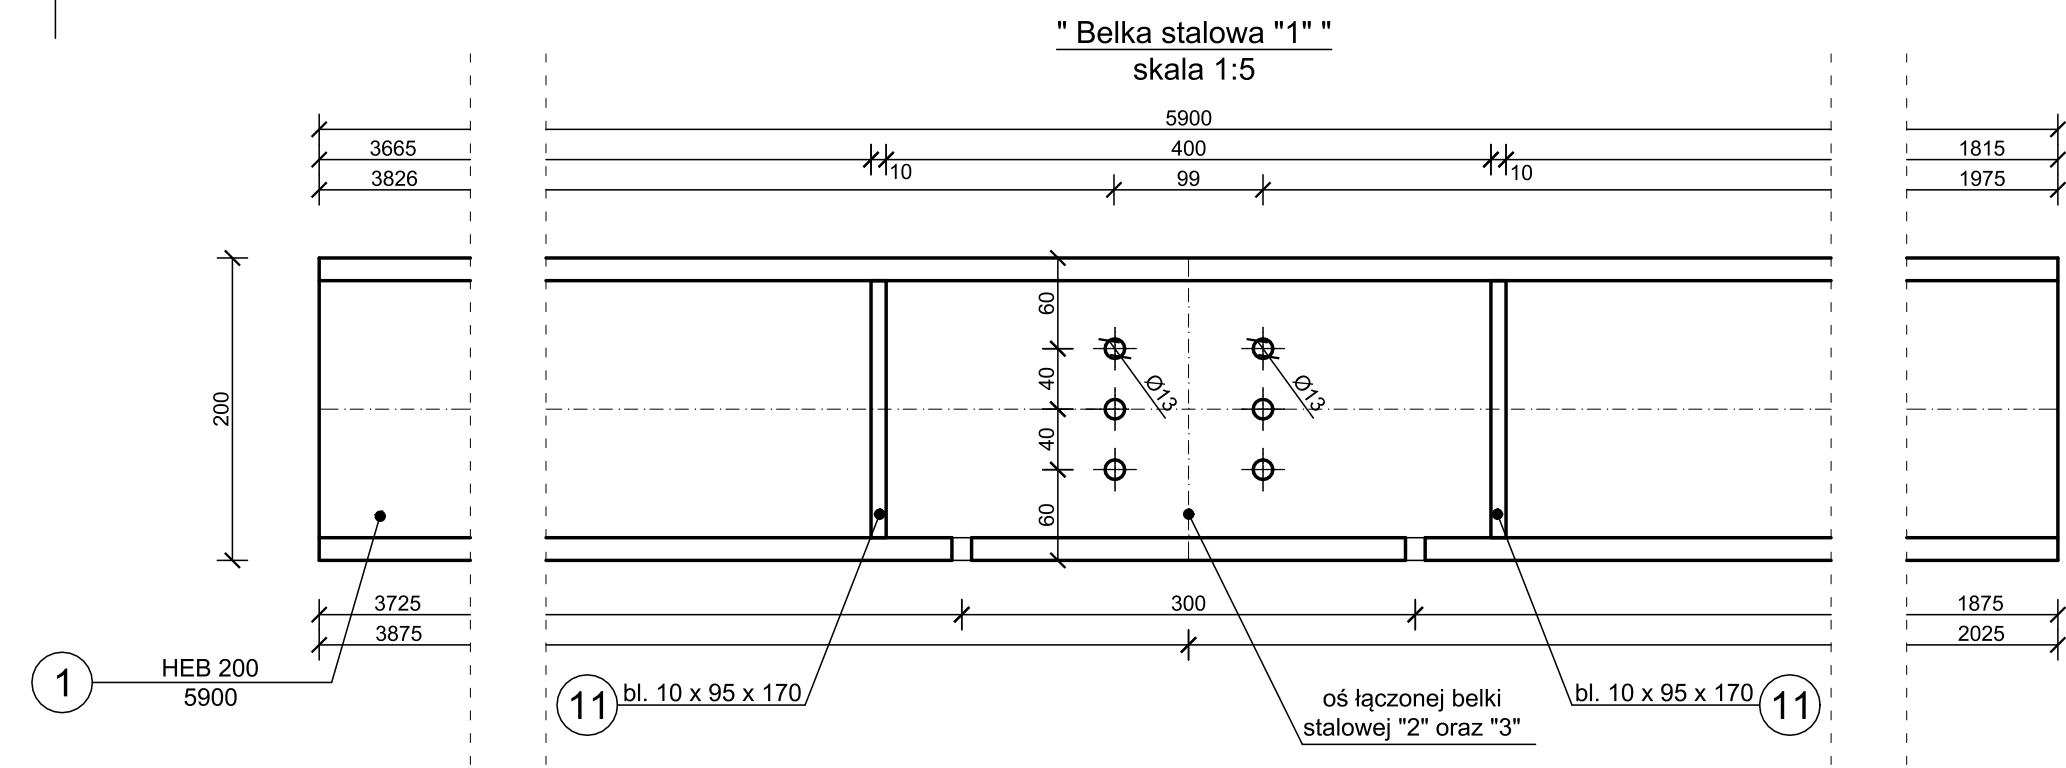 " Belka stalowa "1" "
skala 1:5
5900
3665
400
1815
10
10
3826
99
1975
60
40
Ø13
Ø13
200
40
60
3725
300
1875
3875
2025
1
HEB 200
5900
11
bl. 10 x 95 x 170
oś łączonej belki
stalowej "2" oraz "3"
bl. 10 x 95 x 170
11